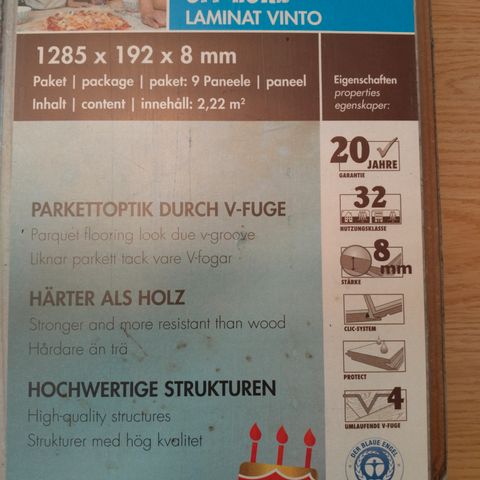 LAMINAT VINTO
1285 x 192 x 8 mm
Paket | package | paket: 9 Paneele | paneel
Inhalt | content | innehåll: 2,22 m²
Eigenschaften
properties
egenskaper:
20 JAHRE
GARANTIE
32
NUTZUNGSKLASSE
8 mm
STÄRKE
CLIC-SYSTEM
PROTECT
4
UMLAUFENDE V-FUGE
PARKETTOPTIK DURCH V-FUGE
Parquet flooring look due v-groove
Liknar parkett tack vare V-fogar
HÄRTER ALS HOLZ
Stronger and more resistant than wood
Hårdare än trä
HOCHWERTIGE STRUKTUREN
High-quality structures
Strukturer med hög kvalitet
DER BLAUE ENGEL